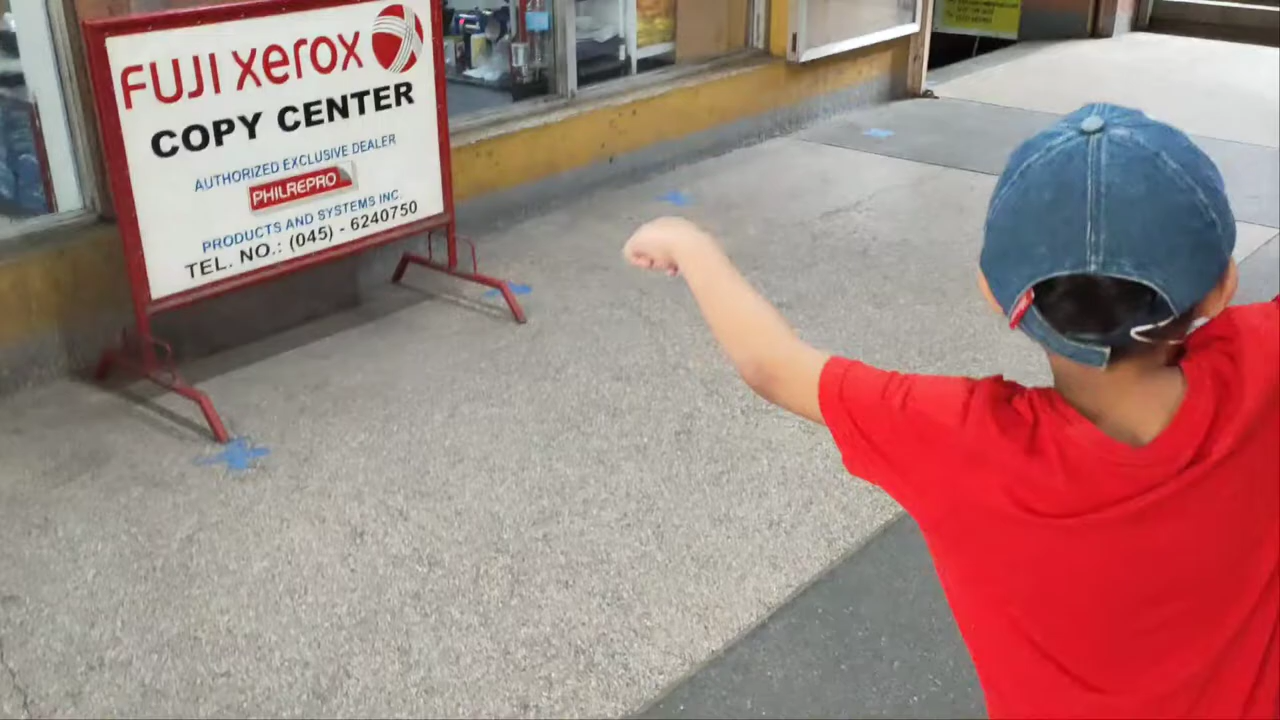 FUJI xerox
COPY CENTER
AUTHORIZED EXCLUSIVE DEALER
PHILREPRO
PRODUCTS AND SYSTEMS INC.
TEL. NO.: (045) - 6240750